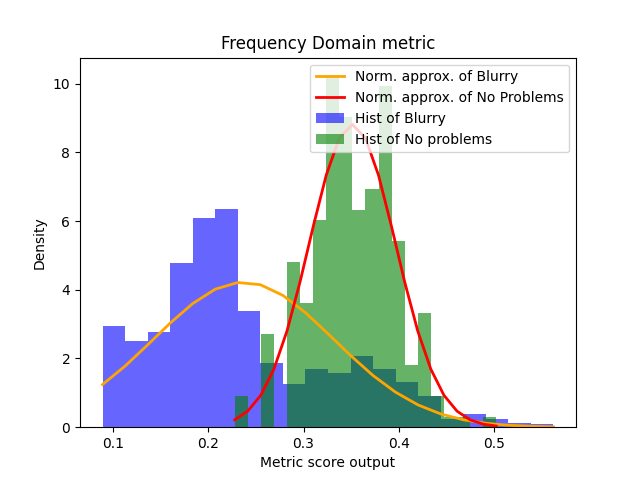 Frequency Domain metric
Norm. approx. of Blurry
Norm. approx. of No Problems
Hist of Blurry
Hist of No problems
Density
10
8
6
4
2
0
0.1 0.2 0.3 0.4 0.5
Metric score output